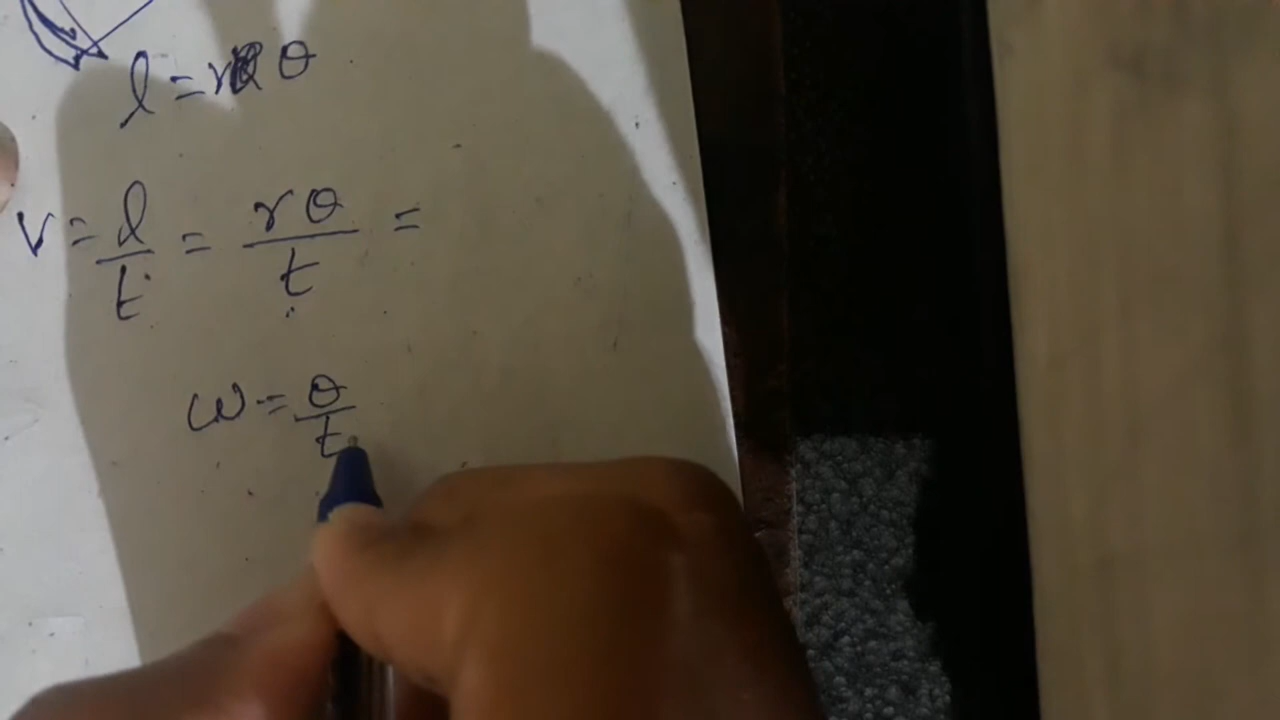 l = rθ
v = l/t = rθ/t =
ω = θ/t